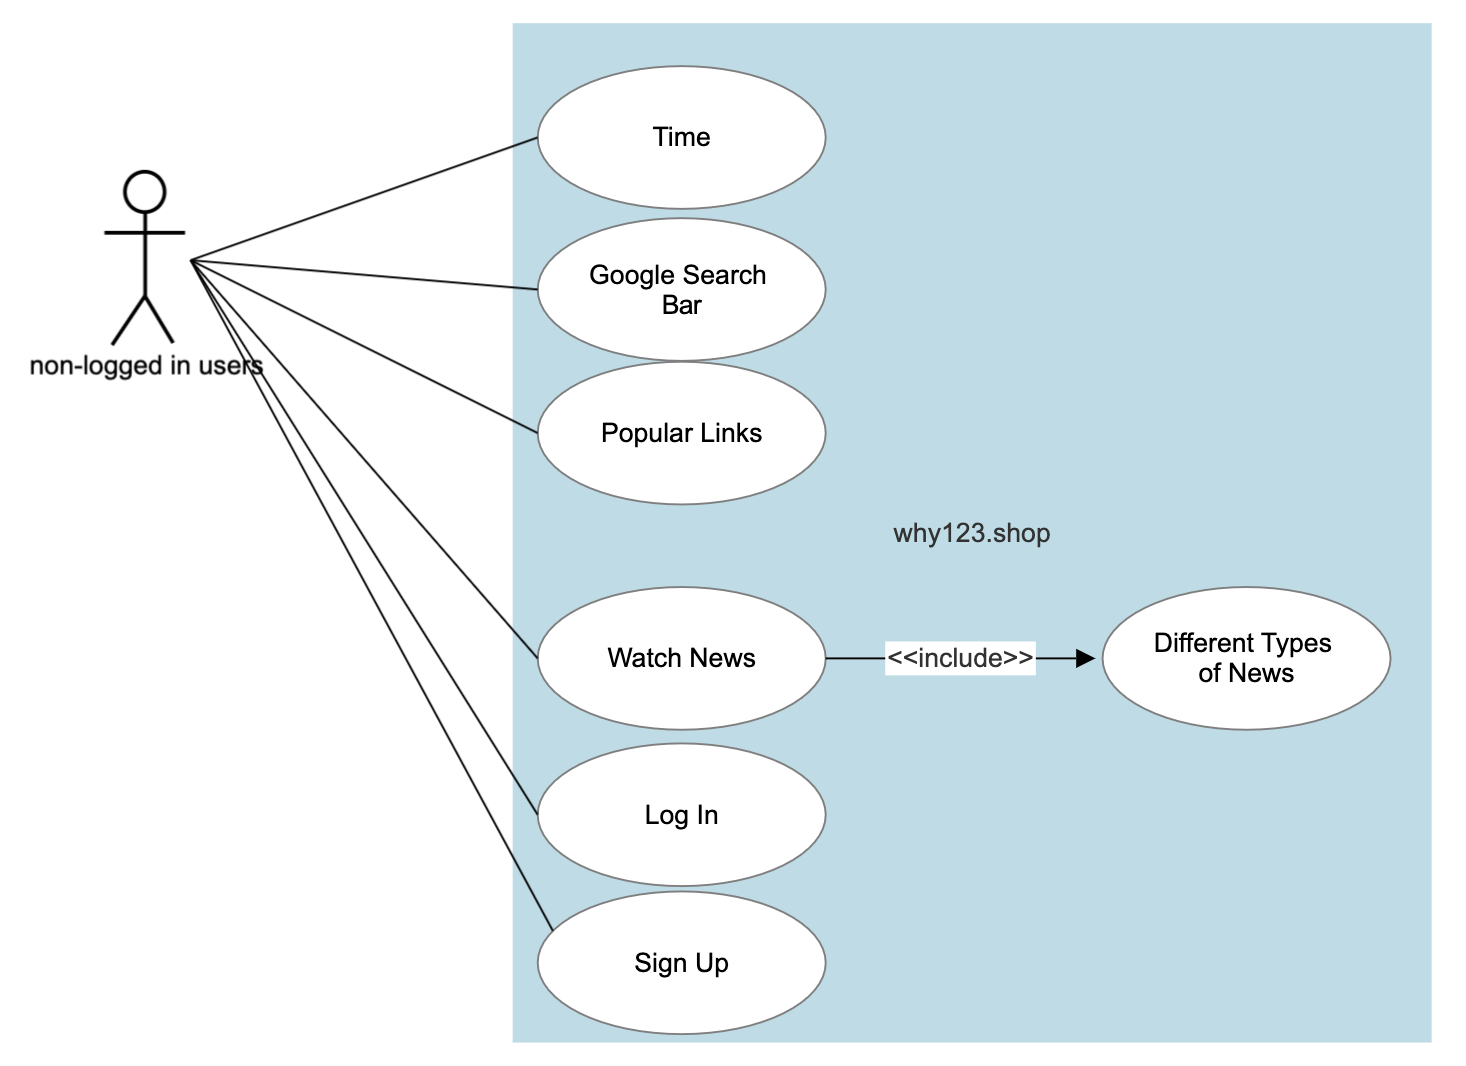 Time
Google Search
Bar
non-logged in users
Popular Links
why123.shop
Watch News
<<include>>
Different Types
of News
Log In
Sign Up